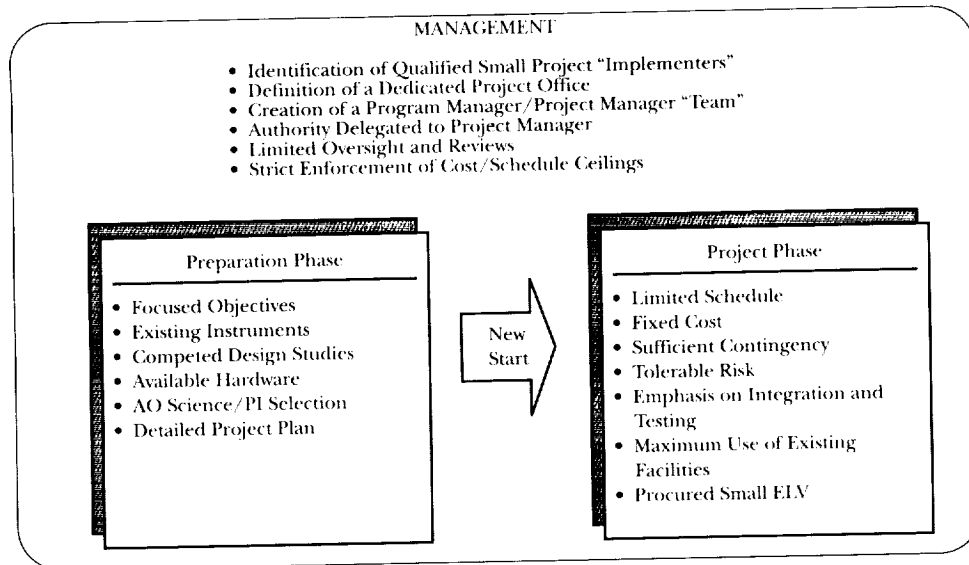 MANAGEMENT
• Identification of Qualified Small Project "Implementers"
• Definition of a Dedicated Project Office
• Creation of a Program Manager/Project Manager "Team"
• Authority Delegated to Project Manager
• Limited Oversight and Reviews
• Strict Enforcement of Cost/Schedule Ceilings
Preparation Phase
• Focused Objectives
• Existing Instruments
• Competed Design Studies
• Available Hardware
• AO Science/PI Selection
• Detailed Project Plan
New
Start
Project Phase
• Limited Schedule
• Fixed Cost
• Sufficient Contingency
• Tolerable Risk
• Emphasis on Integration and
Testing
• Maximum Use of Existing
Facilities
• Procured Small ELV